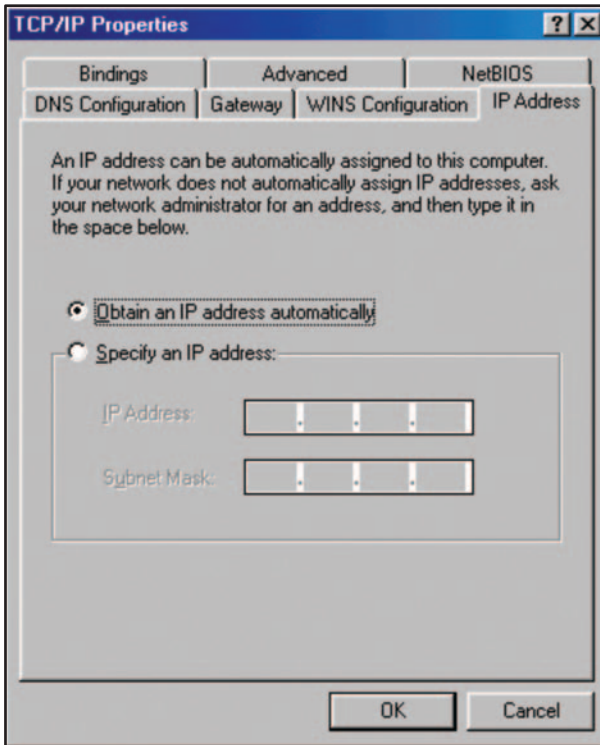 TCP/IP Properties
Bindings
Advanced
NetBIOS
DNS Configuration
Gateway
WINS Configuration
IP Address
An IP address can be automatically assigned to this computer.
If your network does not automatically assign IP addresses, ask
your network administrator for an address, and then type it in
the space below.
Obtain an IP address automatically
Specify an IP address:
IP Address:
Subnet Mask:
OK
Cancel